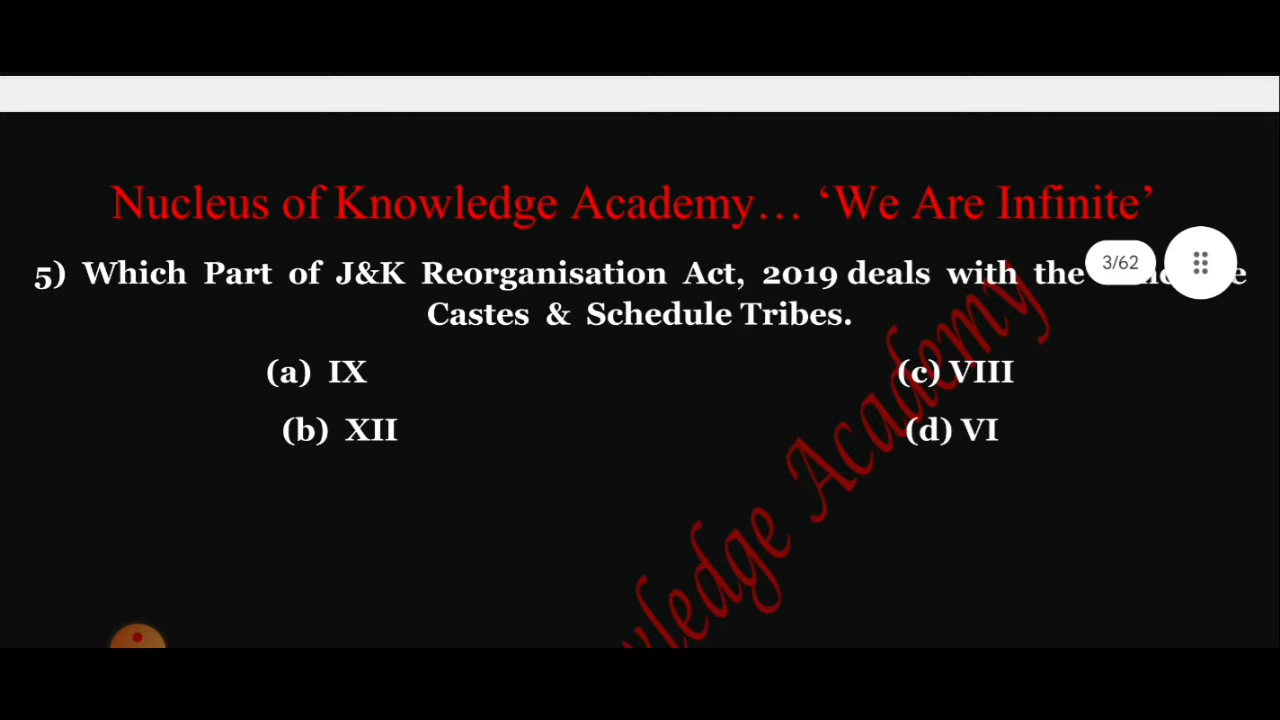 Nucleus of Knowledge Academy... ‘We Are Infinite’
5) Which Part of J&K Reorganisation Act, 2019 deals with the
3/62
Castes & Schedule Tribes.
(a) IX
(c) VIII
(b) XII
(d) VI
Academy